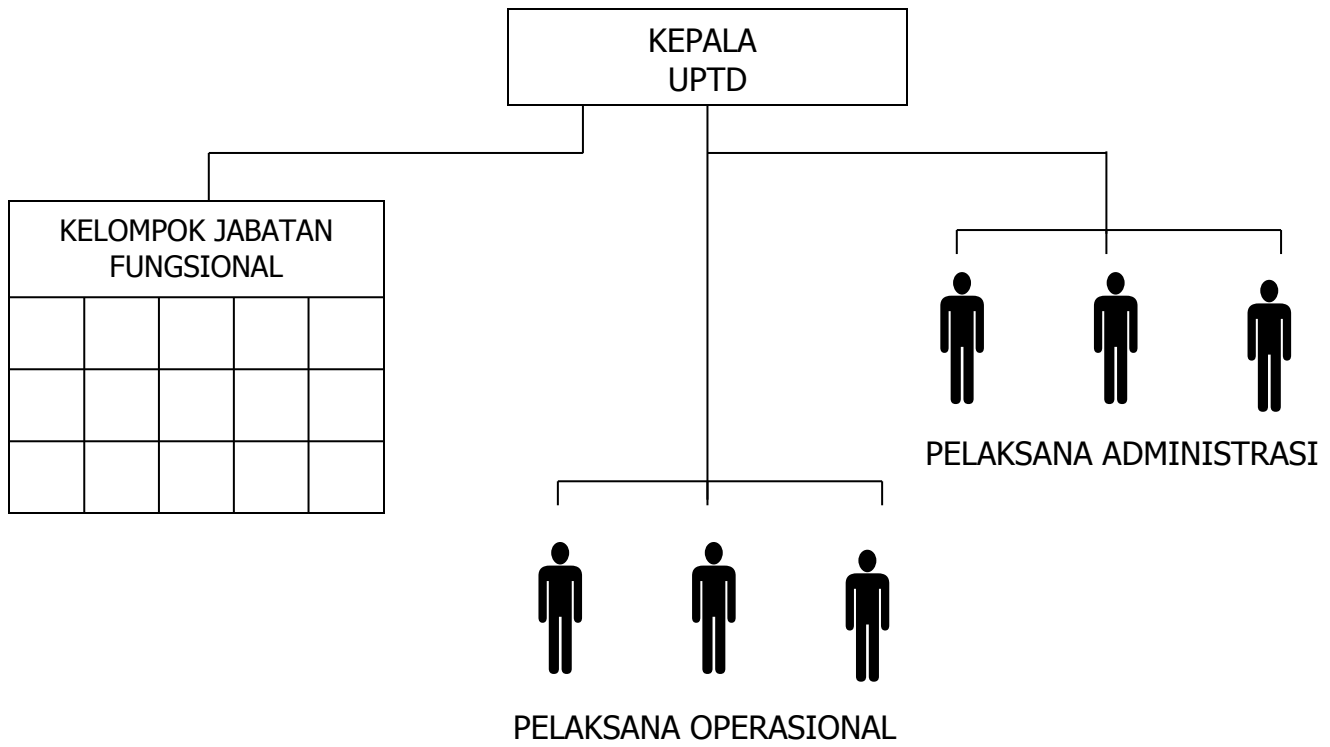 KEPALA
UPTD
KELOMPOK JABATAN
FUNGSIONAL
PELAKSANA ADMINISTRASI
PELAKSANA OPERASIONAL